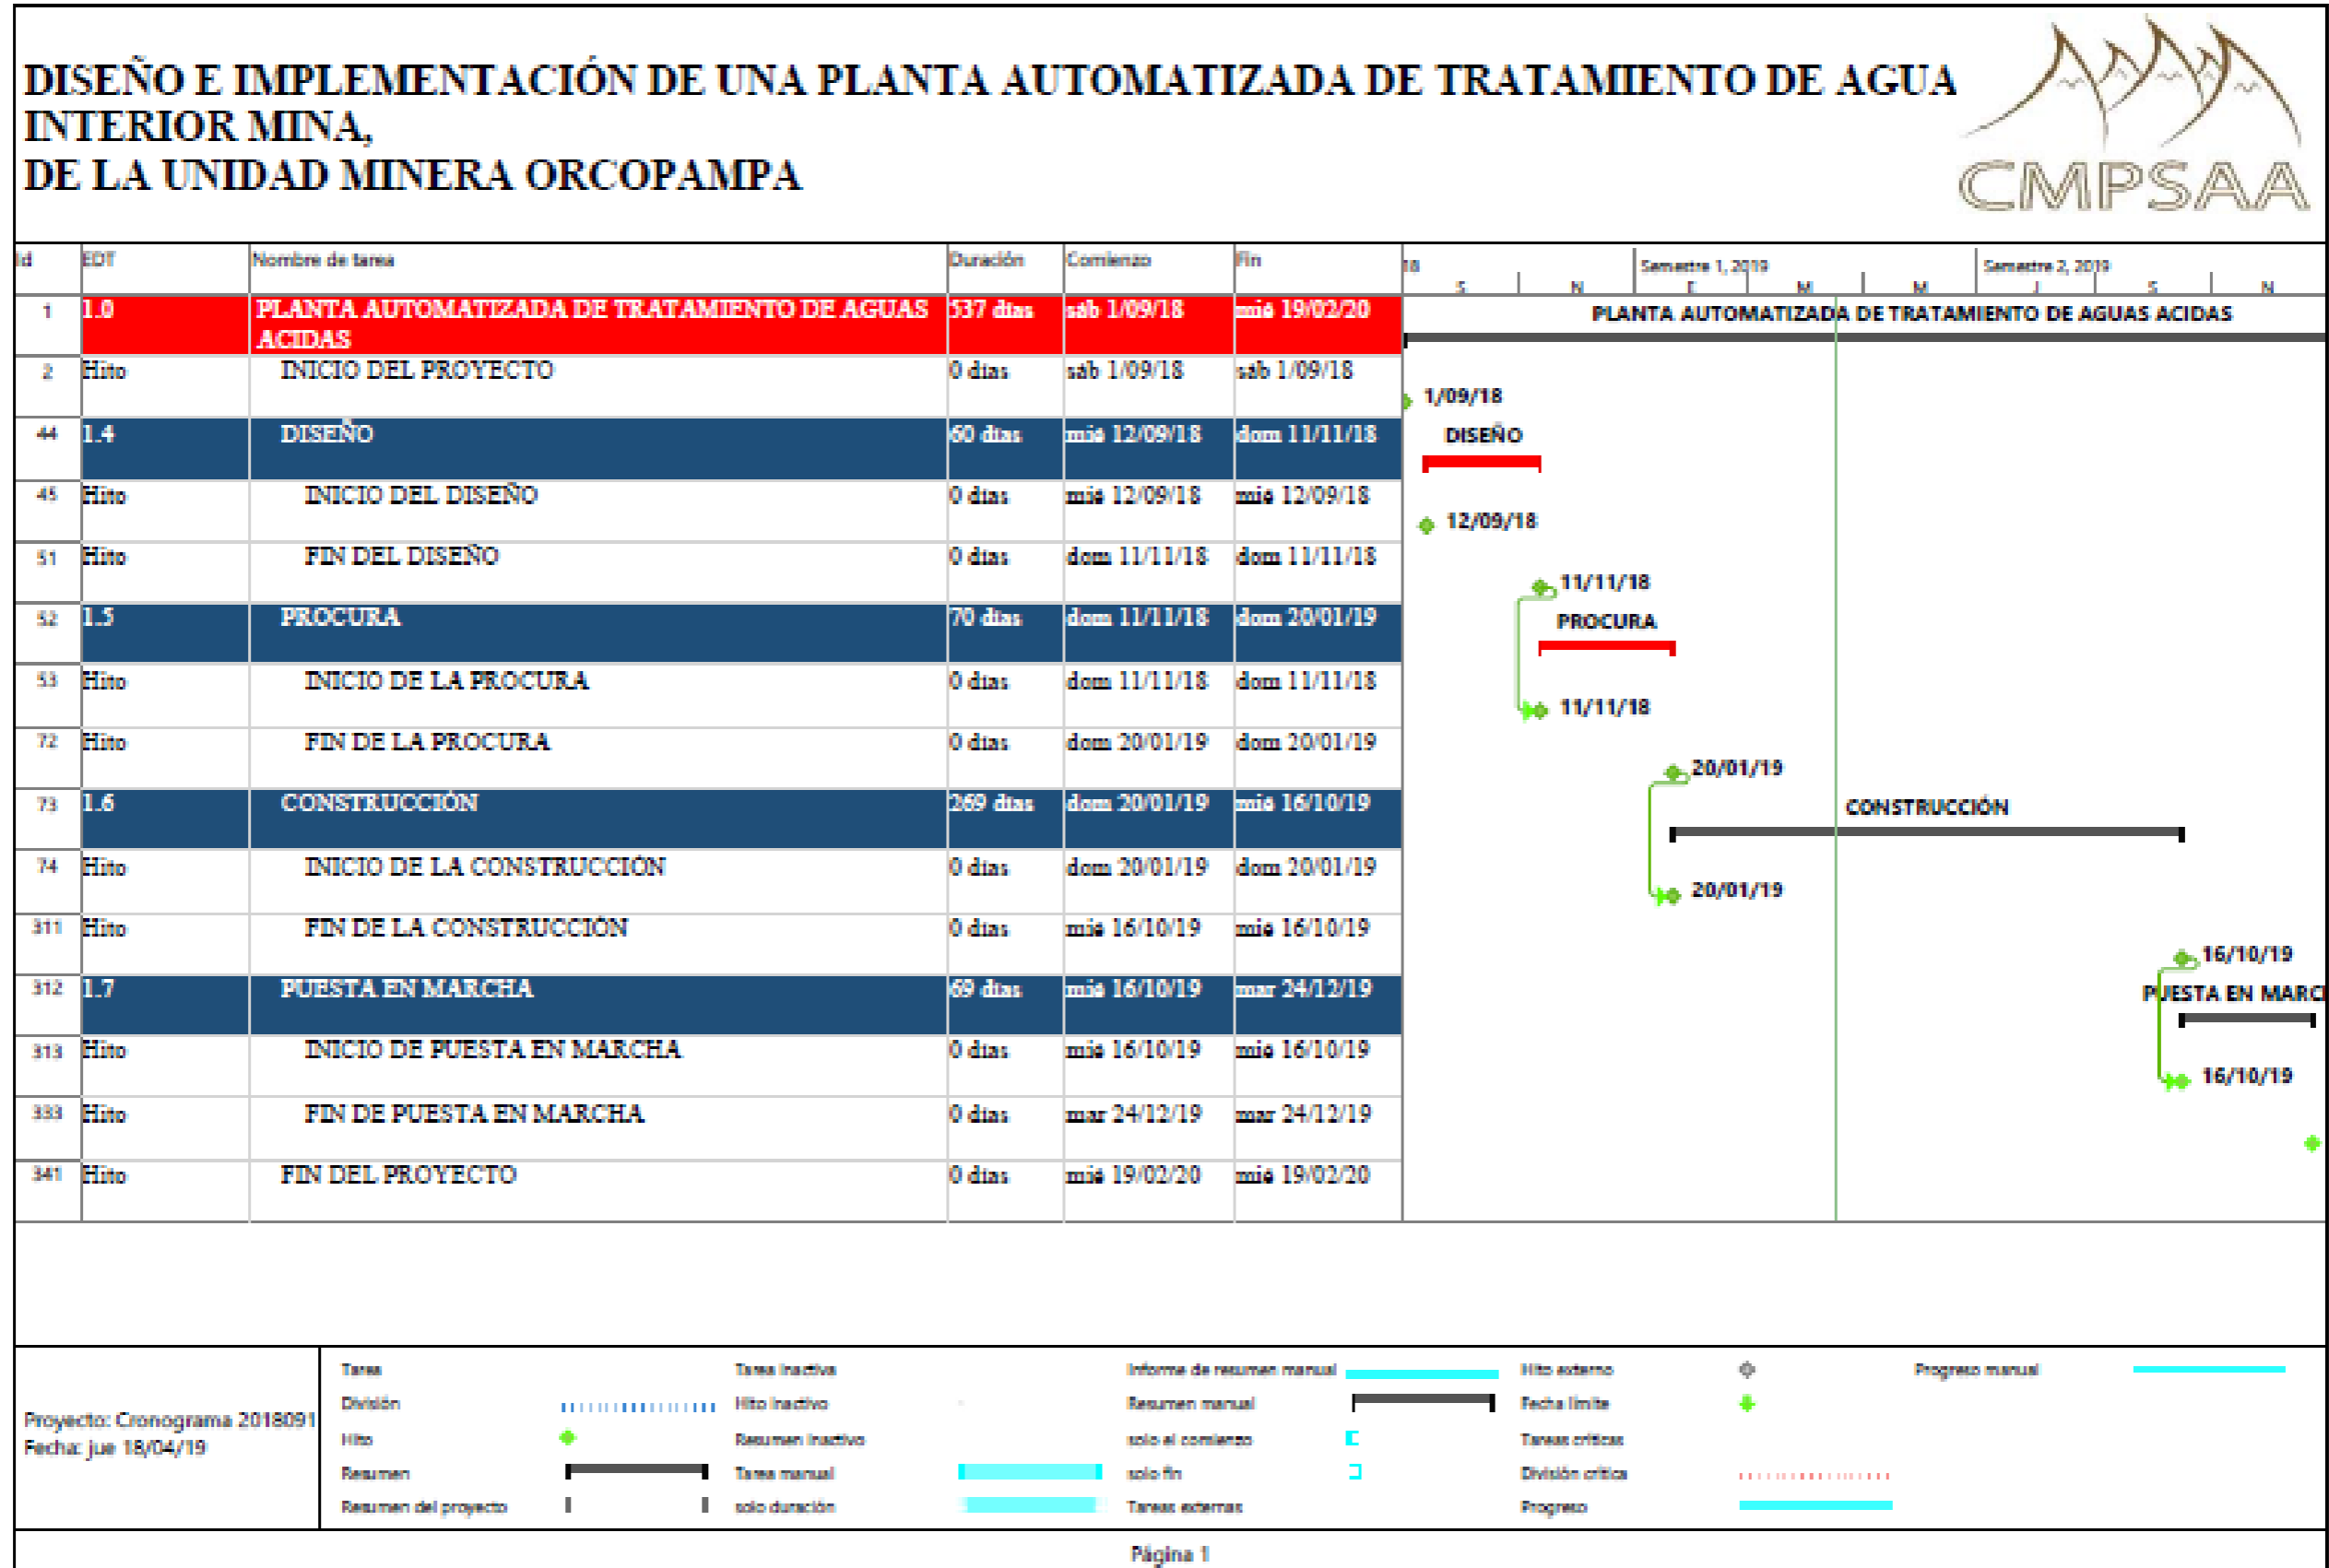 DISEÑO E IMPLEMENTACIÓN DE UNA PLANTA AUTOMATIZADA DE TRATAMIENTO DE AGUA
INTERIOR MINA,
DE LA UNIDAD MINERA ORCOPAMPA
CMPSAA
Id EDT Nombre de tarea Duración Comienzo Fin 18 Semestre 1, 2019 Semestre 2, 2019
S N E M M J S N
1 1.0 PLANTA AUTOMATIZADA DE TRATAMIENTO DE AGUAS 537 días sáb 1/09/18 mié 19/02/20 PLANTA AUTOMATIZADA DE TRATAMIENTO DE AGUAS ACIDAS
ACIDAS
2 Hito INICIO DEL PROYECTO 0 días sáb 1/09/18 sáb 1/09/18 1/09/18
44 1.4 DISEÑO 60 días mié 12/09/18 dom 11/11/18 DISEÑO
45 Hito INICIO DEL DISEÑO 0 días mié 12/09/18 mié 12/09/18 12/09/18
51 Hito FIN DEL DISEÑO 0 días dom 11/11/18 dom 11/11/18 11/11/18
52 1.5 PROCURA 70 días dom 11/11/18 dom 20/01/19 PROCURA
53 Hito INICIO DE LA PROCURA 0 días dom 11/11/18 dom 11/11/18 11/11/18
72 Hito FIN DE LA PROCURA 0 días dom 20/01/19 dom 20/01/19 20/01/19
73 1.6 CONSTRUCCIÓN 269 días dom 20/01/19 mié 16/10/19 CONSTRUCCIÓN
74 Hito INICIO DE LA CONSTRUCCIÓN 0 días dom 20/01/19 dom 20/01/19 20/01/19
311 Hito FIN DE LA CONSTRUCCIÓN 0 días mié 16/10/19 mié 16/10/19 16/10/19
312 1.7 PUESTA EN MARCHA 69 días mié 16/10/19 mar 24/12/19 PUESTA EN MARC
313 Hito INICIO DE PUESTA EN MARCHA 0 días mié 16/10/19 mié 16/10/19 16/10/19
333 Hito FIN DE PUESTA EN MARCHA 0 días mar 24/12/19 mar 24/12/19
341 Hito FIN DEL PROYECTO 0 días mié 19/02/20 mié 19/02/20
Proyecto: Cronograma 2018091
Fecha: jue 18/04/19
Tarea Tarea inactiva Informe de resumen manual Hito externo Progreso manual
División Hito inactivo Resumen manual Fecha límite
Hito Resumen inactivo solo el comienzo Tareas críticas
Resumen Tarea manual solo fin División crítica
Resumen del proyecto solo duración Tareas externas Progreso
Página 1